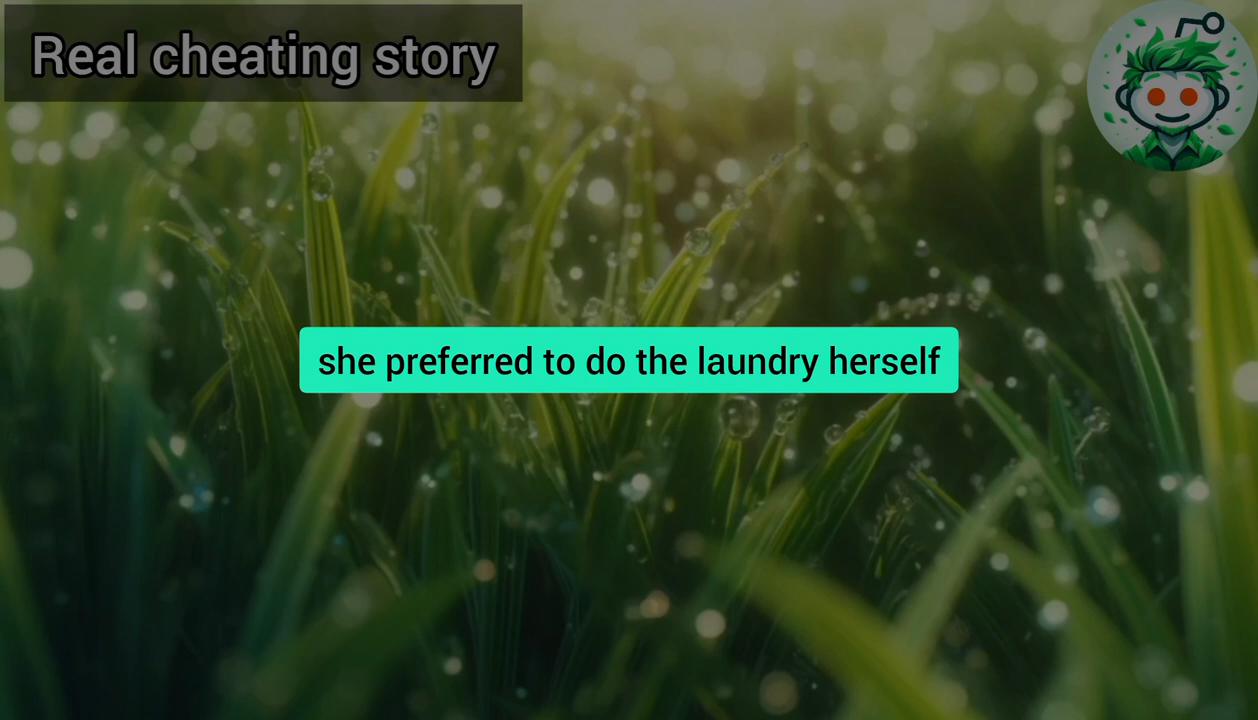 Real cheating story
she preferred to do the laundry herself